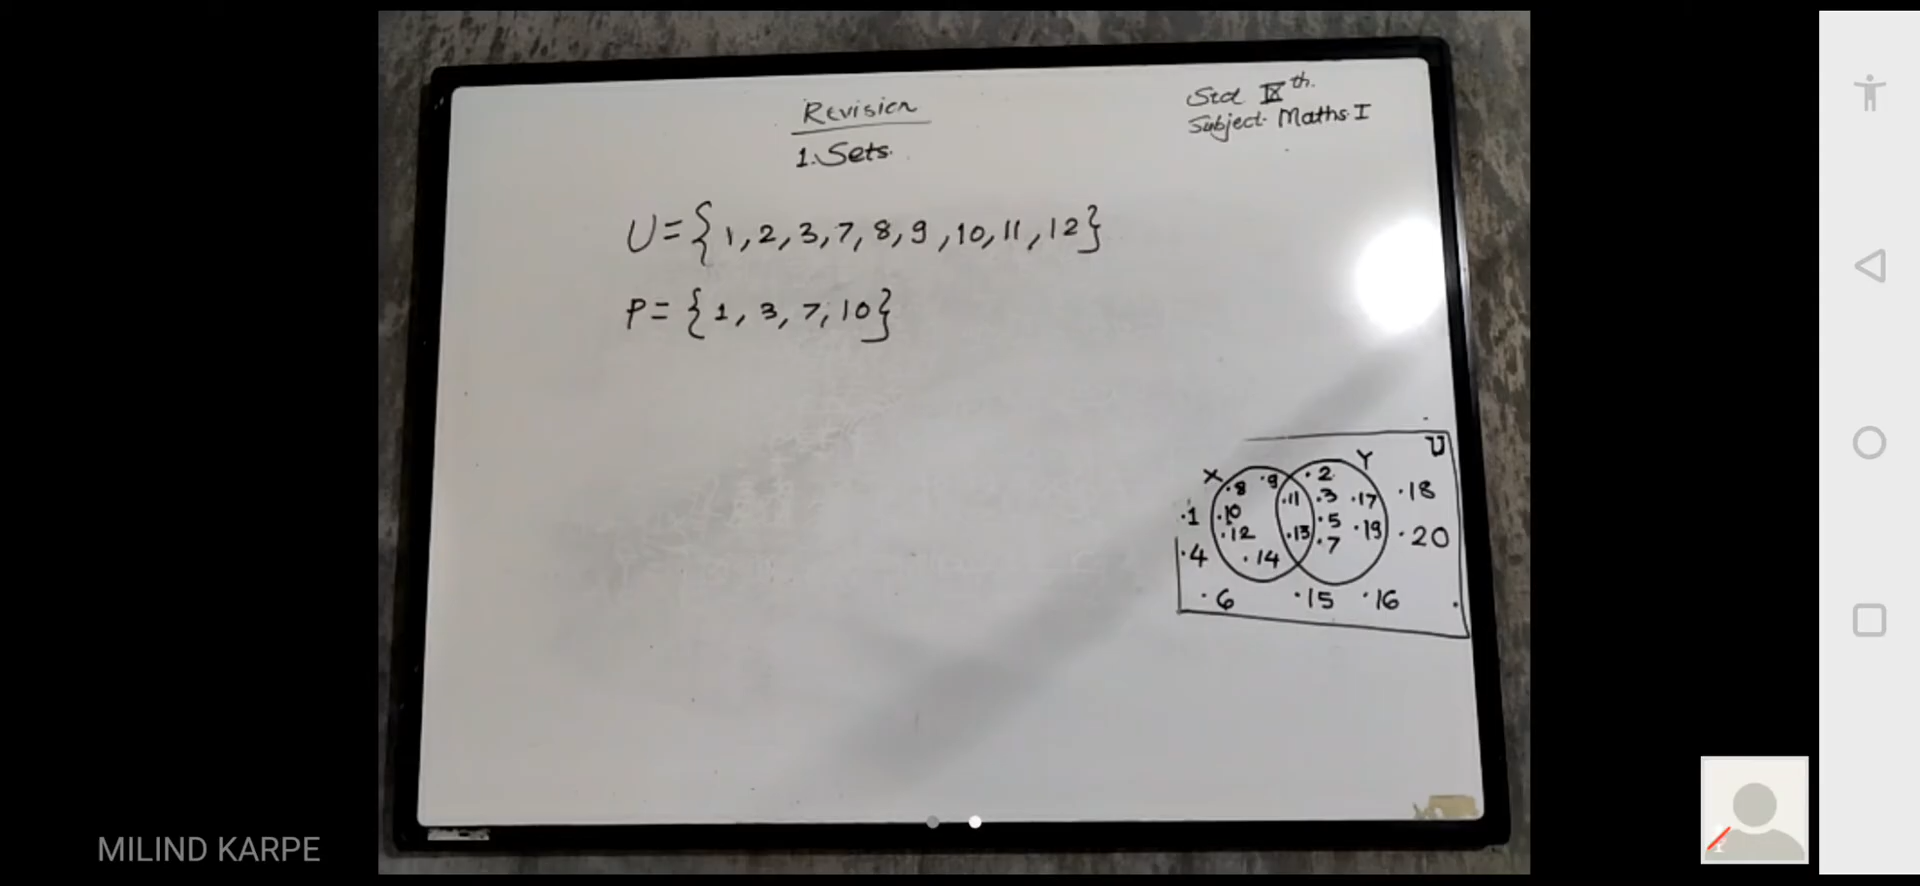 Revision
Std IXth.
Subject. Maths. I
1. Sets.
U = { 1, 2, 3, 7, 8, 9, 10, 11, 12 }
P = { 1, 3, 7, 10 }
U
X Y
.8 .9 .2
.11 .3 .17 .18
.1 .10 .5
.12 .13 .7 .19 .20
.4 .14
.6 .15 .16
MILIND KARPE